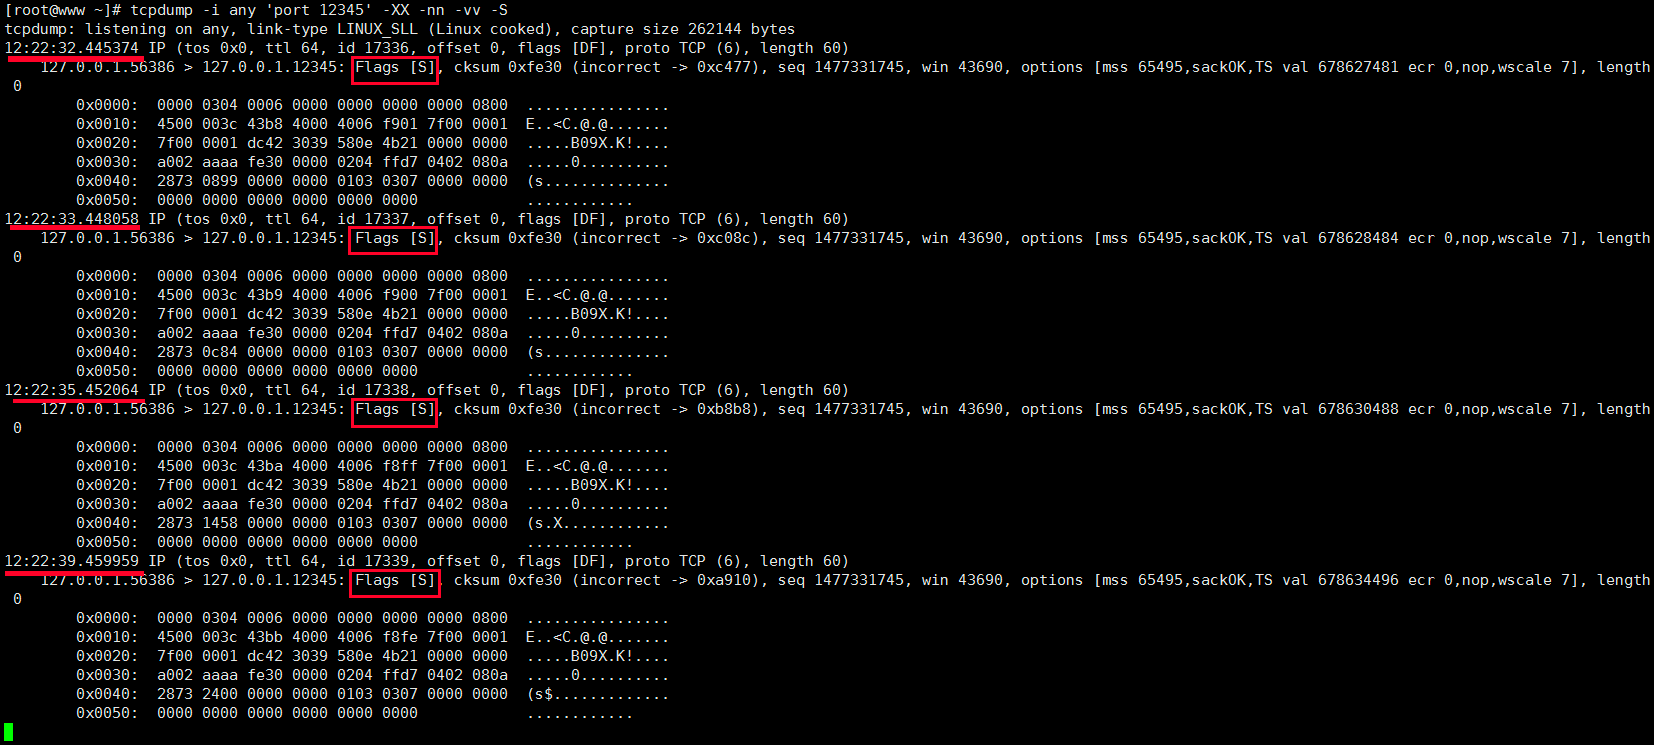 [root@www ~]# tcpdump -i any 'port 12345' -XX -nn -vv -S
tcpdump: listening on any, link-type LINUX_SLL (Linux cooked), capture size 262144 bytes
12:22:32.445374 IP (tos 0x0, ttl 64, id 17336, offset 0, flags [DF], proto TCP (6), length 60)
    127.0.0.1.56386 > 127.0.0.1.12345: Flags [S], cksum 0xfe30 (incorrect -> 0xc477), seq 1477331745, win 43690, options [mss 65495,sackOK,TS val 678627481 ecr 0,nop,wscale 7], length
 0
        0x0000:  0000 0304 0006 0000 0000 0000 0000 0800  ................
        0x0010:  4500 003c 43b8 4000 4006 f901 7f00 0001  E..<C.@.@.......
        0x0020:  7f00 0001 dc42 3039 580e 4b21 0000 0000  .....B09X.K!....
        0x0030:  a002 aaaa fe30 0000 0204 ffd7 0402 080a  .....0..........
        0x0040:  2873 0899 0000 0000 0103 0307 0000 0000  (s..............
        0x0050:  0000 0000 0000 0000 0000 0000            ............
12:22:33.448058 IP (tos 0x0, ttl 64, id 17337, offset 0, flags [DF], proto TCP (6), length 60)
    127.0.0.1.56386 > 127.0.0.1.12345: Flags [S], cksum 0xfe30 (incorrect -> 0xc08c), seq 1477331745, win 43690, options [mss 65495,sackOK,TS val 678628484 ecr 0,nop,wscale 7], length
 0
        0x0000:  0000 0304 0006 0000 0000 0000 0000 0800  ................
        0x0010:  4500 003c 43b9 4000 4006 f900 7f00 0001  E..<C.@.@.......
        0x0020:  7f00 0001 dc42 3039 580e 4b21 0000 0000  .....B09X.K!....
        0x0030:  a002 aaaa fe30 0000 0204 ffd7 0402 080a  .....0..........
        0x0040:  2873 0c84 0000 0000 0103 0307 0000 0000  (s..............
        0x0050:  0000 0000 0000 0000 0000 0000            ............
12:22:35.452064 IP (tos 0x0, ttl 64, id 17338, offset 0, flags [DF], proto TCP (6), length 60)
    127.0.0.1.56386 > 127.0.0.1.12345: Flags [S], cksum 0xfe30 (incorrect -> 0xb8b8), seq 1477331745, win 43690, options [mss 65495,sackOK,TS val 678630488 ecr 0,nop,wscale 7], length
 0
        0x0000:  0000 0304 0006 0000 0000 0000 0000 0800  ................
        0x0010:  4500 003c 43ba 4000 4006 f8ff 7f00 0001  E..<C.@.@.......
        0x0020:  7f00 0001 dc42 3039 580e 4b21 0000 0000  .....B09X.K!....
        0x0030:  a002 aaaa fe30 0000 0204 ffd7 0402 080a  .....0..........
        0x0040:  2873 1458 0000 0000 0103 0307 0000 0000  (s.X............
        0x0050:  0000 0000 0000 0000 0000 0000            ............
12:22:39.459959 IP (tos 0x0, ttl 64, id 17339, offset 0, flags [DF], proto TCP (6), length 60)
    127.0.0.1.56386 > 127.0.0.1.12345: Flags [S], cksum 0xfe30 (incorrect -> 0xa910), seq 1477331745, win 43690, options [mss 65495,sackOK,TS val 678634496 ecr 0,nop,wscale 7], length
 0
        0x0000:  0000 0304 0006 0000 0000 0000 0000 0800  ................
        0x0010:  4500 003c 43bb 4000 4006 f8fe 7f00 0001  E..<C.@.@.......
        0x0020:  7f00 0001 dc42 3039 580e 4b21 0000 0000  .....B09X.K!....
        0x0030:  a002 aaaa fe30 0000 0204 ffd7 0402 080a  .....0..........
        0x0040:  2873 2400 0000 0000 0103 0307 0000 0000  (s$.............
        0x0050:  0000 0000 0000 0000 0000 0000            ............